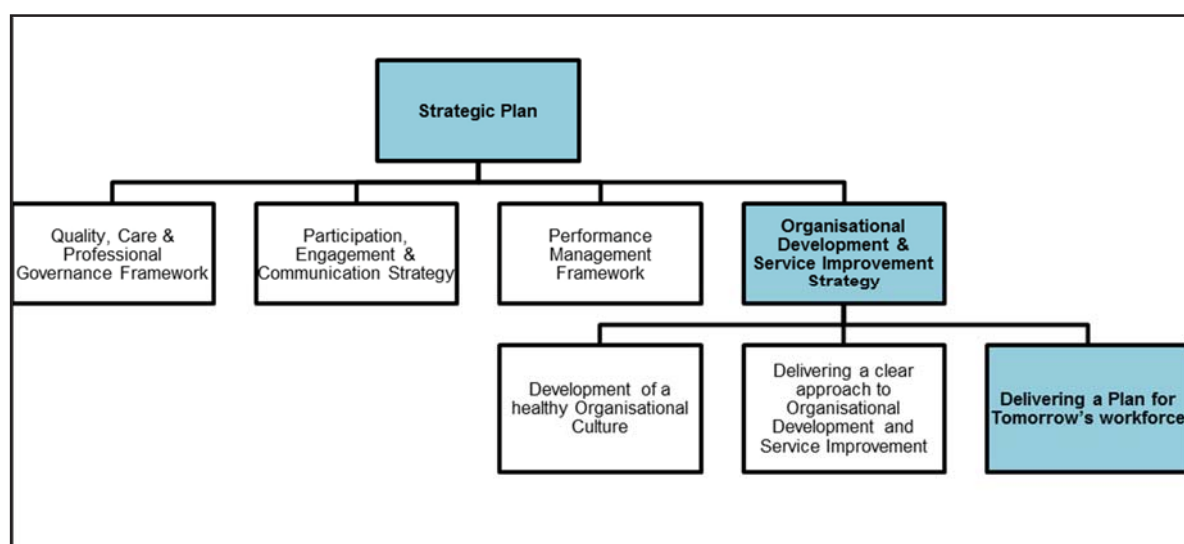 Strategic Plan
Quality, Care &
Professional
Governance Framework
Participation,
Engagement &
Communication Strategy
Performance
Management
Framework
Organisational
Development &
Service Improvement
Strategy
Development of a
healthy Organisational
Culture
Delivering a clear
approach to
Organisational
Development and
Service Improvement
Delivering a Plan for
Tomorrow's workforce